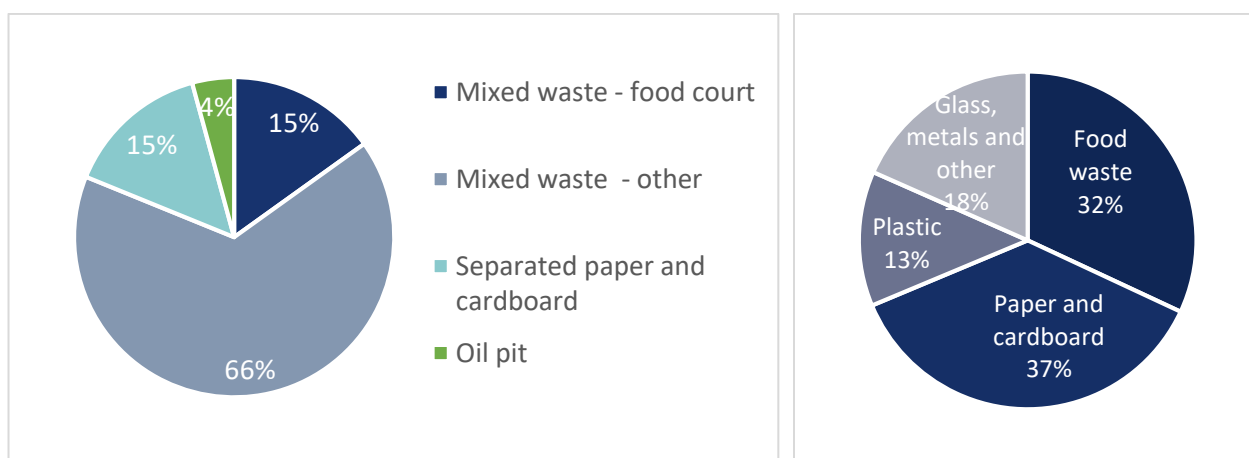 4%
15%
15%
66%
Mixed waste - food court
Mixed waste  - other
Separated paper and
cardboard
Oil pit
Glass,
metals and
other
18%
Food
waste
32%
Plastic
13%
Paper and
cardboard
37%